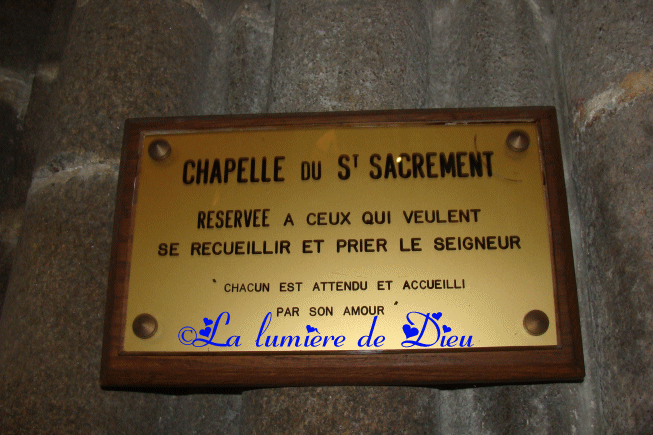 CHAPELLE DU ST SACREMENT
RESERVEE A CEUX QUI VEULENT
SE RECUEILLIR ET PRIER LE SEIGNEUR
" CHACUN EST ATTENDU ET ACCUEILLI
PAR SON AMOUR "
©La lumière de Dieu